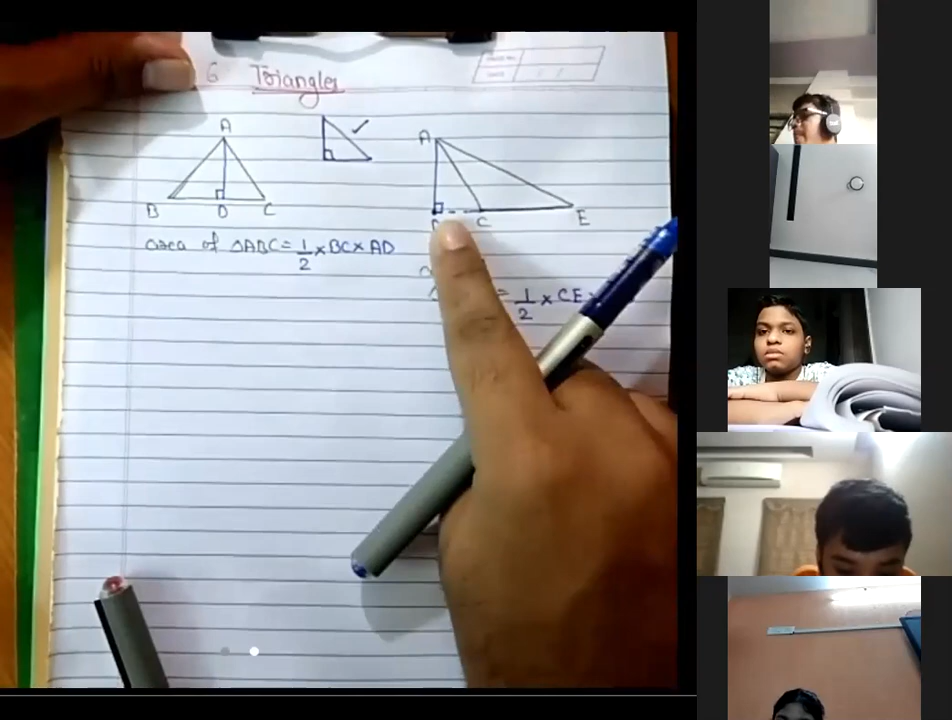 6 Triangles
A
B D C
A
C E
area of △ABC = 1/2 × BC × AD
= 1/2 × CE